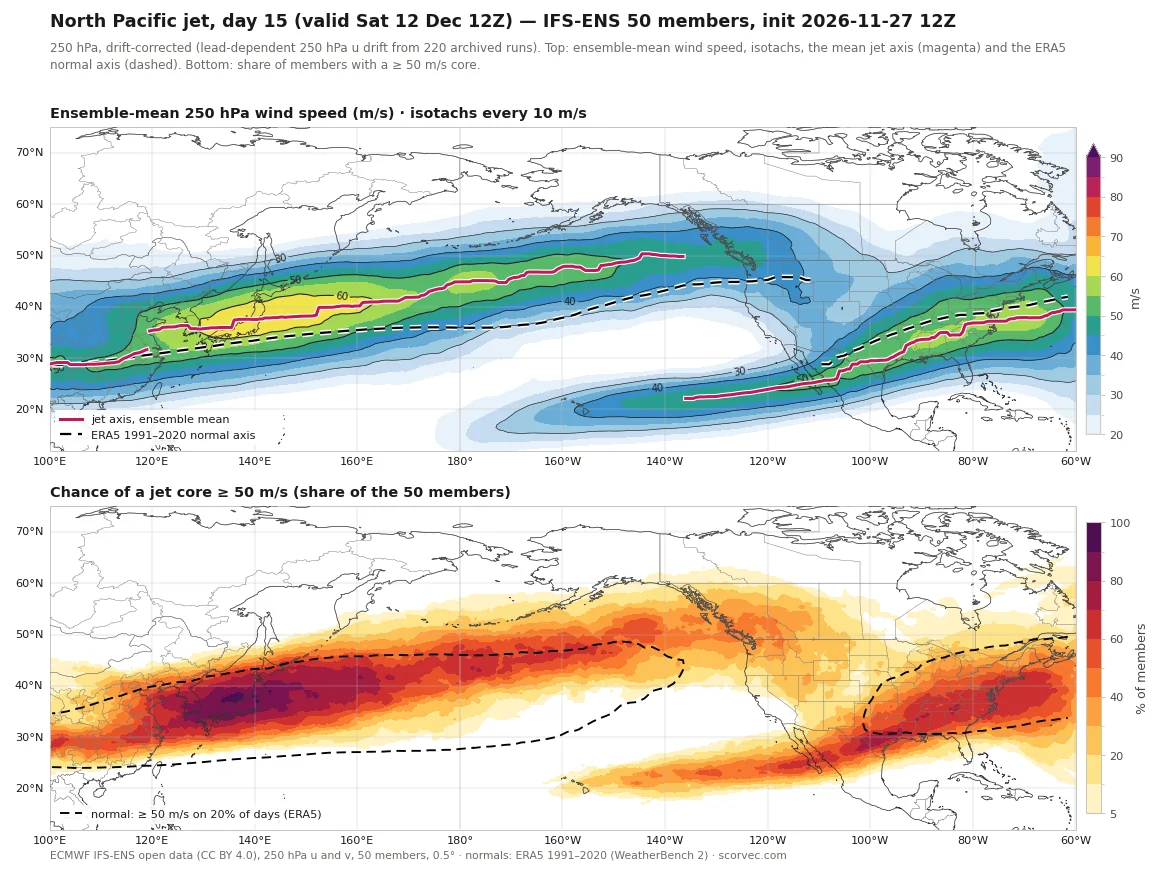 North Pacific jet, day 15 (valid Sat 12 Dec 12Z) — IFS-ENS 50 members, init 2026-11-27 12Z
250 hPa, drift-corrected (lead-dependent 250 hPa u drift from 220 archived runs). Top: ensemble-mean wind speed, isotachs, the mean jet axis (magenta) and the ERA5
normal axis (dashed). Bottom: share of members with a ≥ 50 m/s core.
Ensemble-mean 250 hPa wind speed (m/s) · isotachs every 10 m/s
70°N
60°N
50°N
40°N
30°N
20°N
30
50
60
40
30
40
jet axis, ensemble mean
ERA5 1991–2020 normal axis
100°E 120°E 140°E 160°E 180° 160°W 140°W 120°W 100°W 80°W 60°W
90
80
70
60
50
40
30
20
m/s
Chance of a jet core ≥ 50 m/s (share of the 50 members)
70°N
60°N
50°N
40°N
30°N
20°N
normal: ≥ 50 m/s on 20% of days (ERA5)
100°E 120°E 140°E 160°E 180° 160°W 140°W 120°W 100°W 80°W 60°W
100
80
60
40
20
5
% of members
ECMWF IFS-ENS open data (CC BY 4.0), 250 hPa u and v, 50 members, 0.5° · normals: ERA5 1991–2020 (WeatherBench 2) · scorvec.com